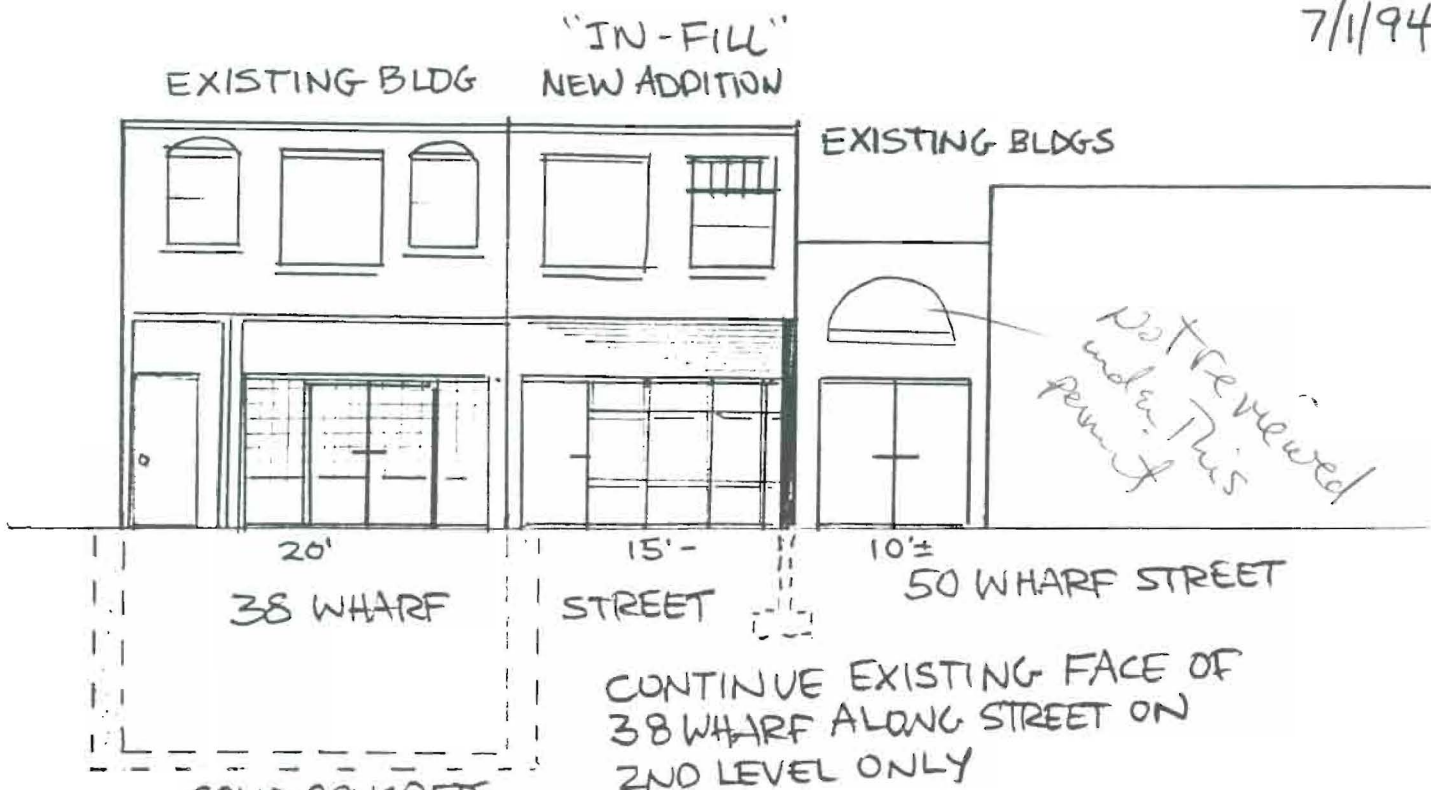 7/1/94
"IN-FILL"
EXISTING BLDG NEW ADDITION
EXISTING BLDGS
Not reviewed
under This
permit
20' 15'- 10'±
38 WHARF STREET 50 WHARF STREET
CONTINUE EXISTING FACE OF
38 WHARF ALONG STREET ON
2ND LEVEL ONLY